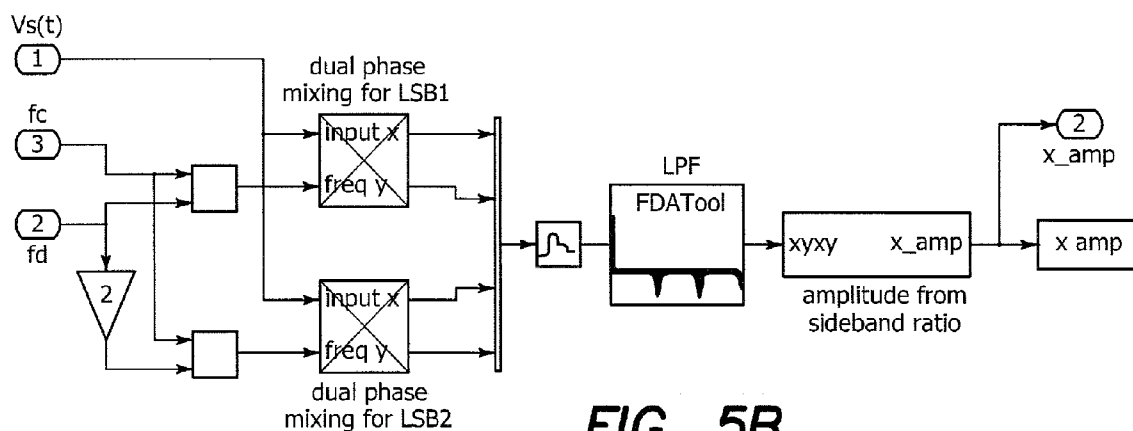 Vs(t)
1
fc
3
2
fd
2
dual phase
mixing for LSB1
input x
freq y
input x
freq y
dual phase
mixing for LSB2
LPF
FDATool
xyxy x_amp
amplitude from
sideband ratio
2
x_amp
x amp
FIG. 5B